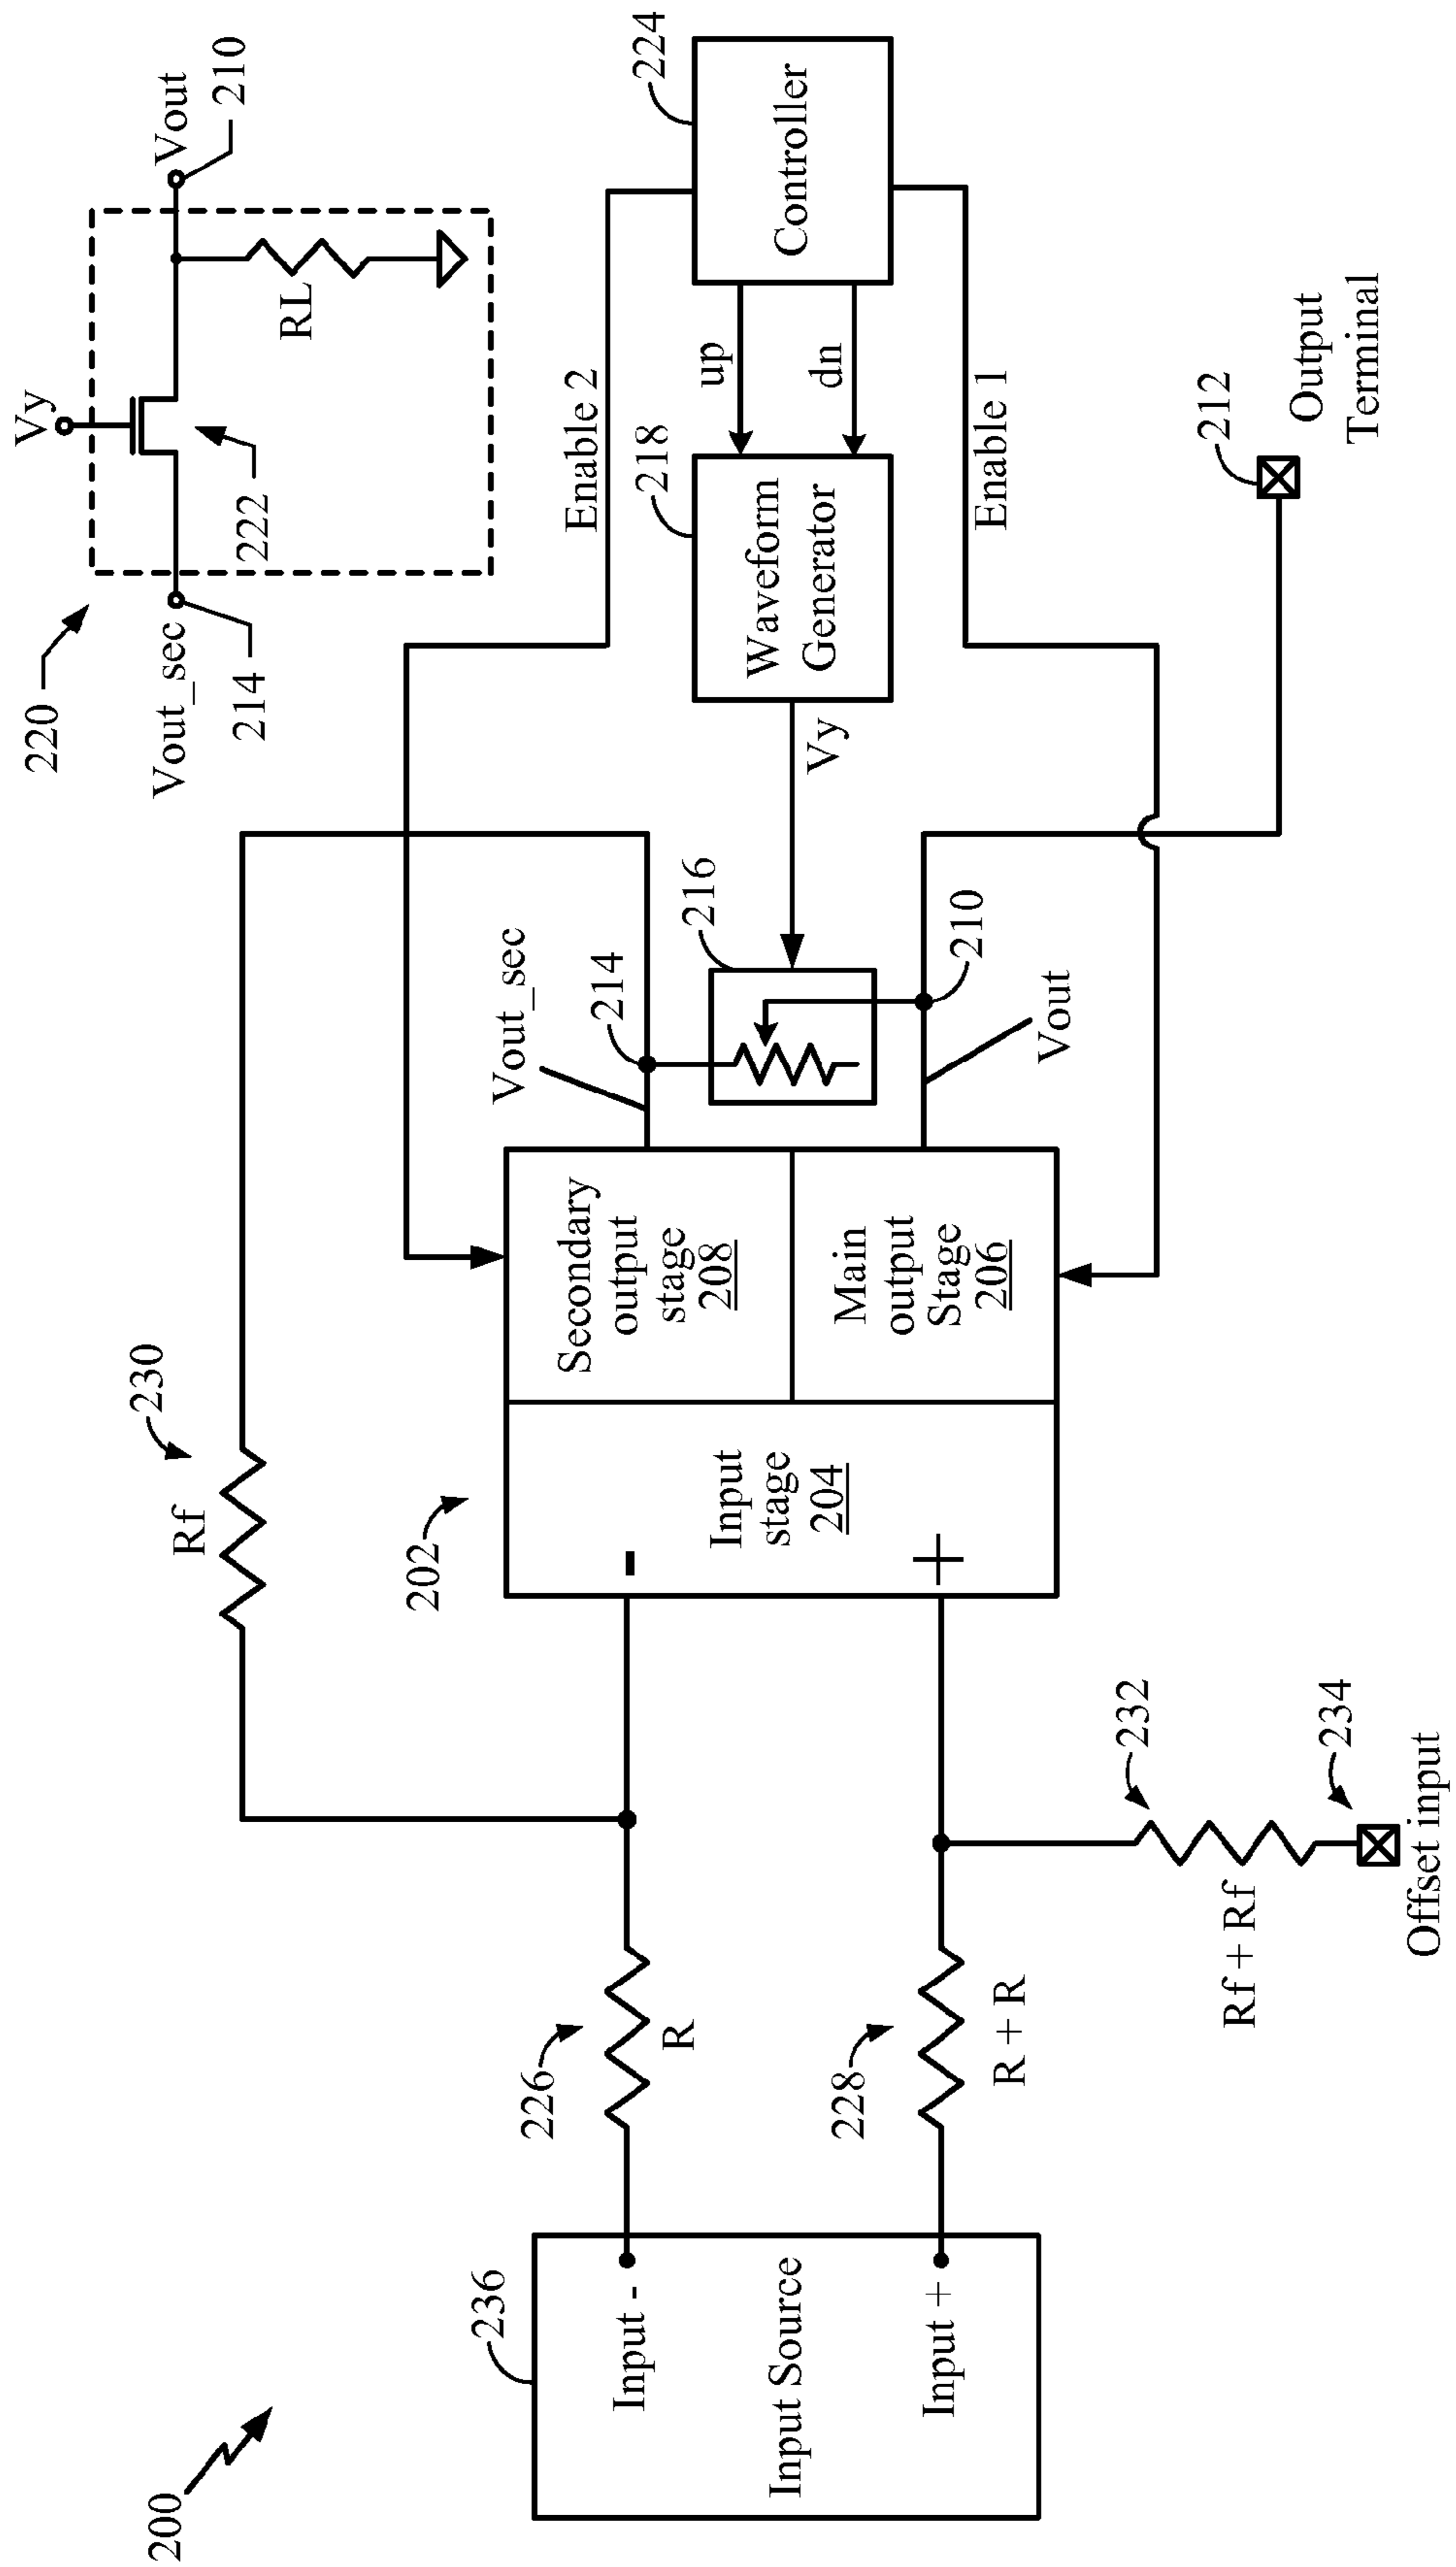 200
220
Vy
Vout_sec
214
222
RL
Vout
210
230
Rf
Enable 2
224
Controller
up
dn
218
Waveform
Generator
Vy
Enable 1
202
Vout_sec
214
216
210
Vout
212
Output
Terminal
236
Input -
Input Source
Input +
226
R
228
R + R
-
+
Input
stage
204
Secondary
output
stage
208
Main
output
Stage
206
232
Rf + Rf
234
Offset input